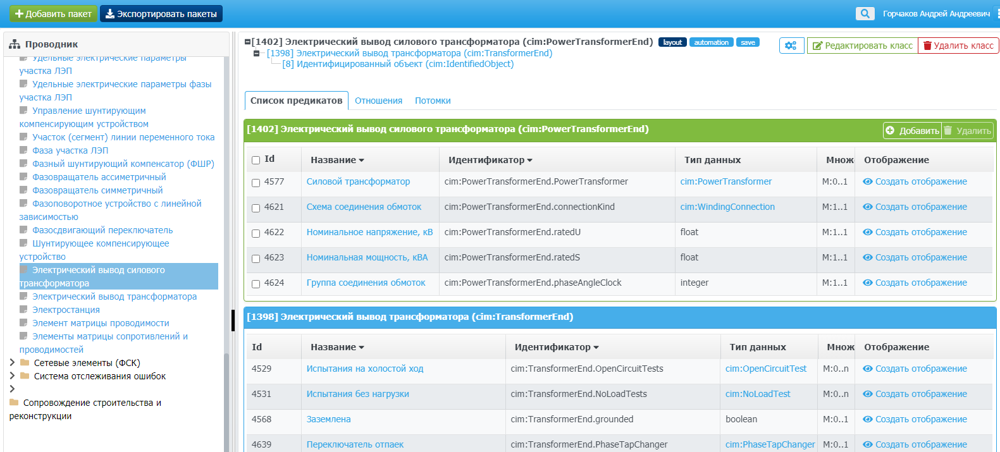 Добавить пакет
Экспортировать пакеты
Горчаков Андрей Андреевич
Проводник
Удельные электрические параметры
участка ЛЭП
Удельные электрические параметры фазы
участка ЛЭП
Управление шунтирующим
компенсирующим устройством
Участок (сегмент) линии переменного тока
Фаза участка ЛЭП
Фазный шунтирующий компенсатор (ФШР)
Фазовращатель ассиметричный
Фазовращатель симметричный
Фазоповоротное устройство с линейной
зависимостью
Фазосдвигающий переключатель
Шунтирующее компенсирующее
устройство
Электрический вывод силового
трансформатора
Электрический вывод трансформатора
Электростанция
Элемент матрицы проводимости
Элементы матрицы сопротивлений и
проводимостей
Сетевые элементы (ФСК)
Система отслеживания ошибок
Сопровождение строительства и
реконструкции
[1402] Электрический вывод силового трансформатора (cim:PowerTransformerEnd) layout automation save
[1398] Электрический вывод трансформатора (cim:TransformerEnd)
[8] Идентифицированный объект (cim:IdentifiedObject)
Редактировать класс
Удалить класс
Список предикатов Отношения Потомки
[1402] Электрический вывод силового трансформатора (cim:PowerTransformerEnd)
Добавить Удалить
Id Название Идентификатор Тип данных Множ Отображение
4577 Силовой трансформатор cim:PowerTransformerEnd.PowerTransformer cim:PowerTransformer M:0..1 Создать отображение
4621 Схема соединения обмоток cim:PowerTransformerEnd.connectionKind cim:WindingConnection M:1..1 Создать отображение
4622 Номинальное напряжение, кВ cim:PowerTransformerEnd.ratedU float M:1..1 Создать отображение
4623 Номинальная мощность, кВА cim:PowerTransformerEnd.ratedS float M:1..1 Создать отображение
4624 Группа соединения обмоток cim:PowerTransformerEnd.phaseAngleClock integer M:1..1 Создать отображение
[1398] Электрический вывод трансформатора (cim:TransformerEnd)
Id Название Идентификатор Тип данных Множ Отображение
4529 Испытания на холостой ход cim:TransformerEnd.OpenCircuitTests cim:OpenCircuitTest M:0..n Создать отображение
4531 Испытания без нагрузки cim:TransformerEnd.NoLoadTests cim:NoLoadTest M:0..n Создать отображение
4568 Заземлена cim:TransformerEnd.grounded boolean M:0..1 Создать отображение
4639 Переключатель отпаек cim:TransformerEnd.PhaseTapChanger cim:PhaseTapChanger M:0..1 Создать отображение